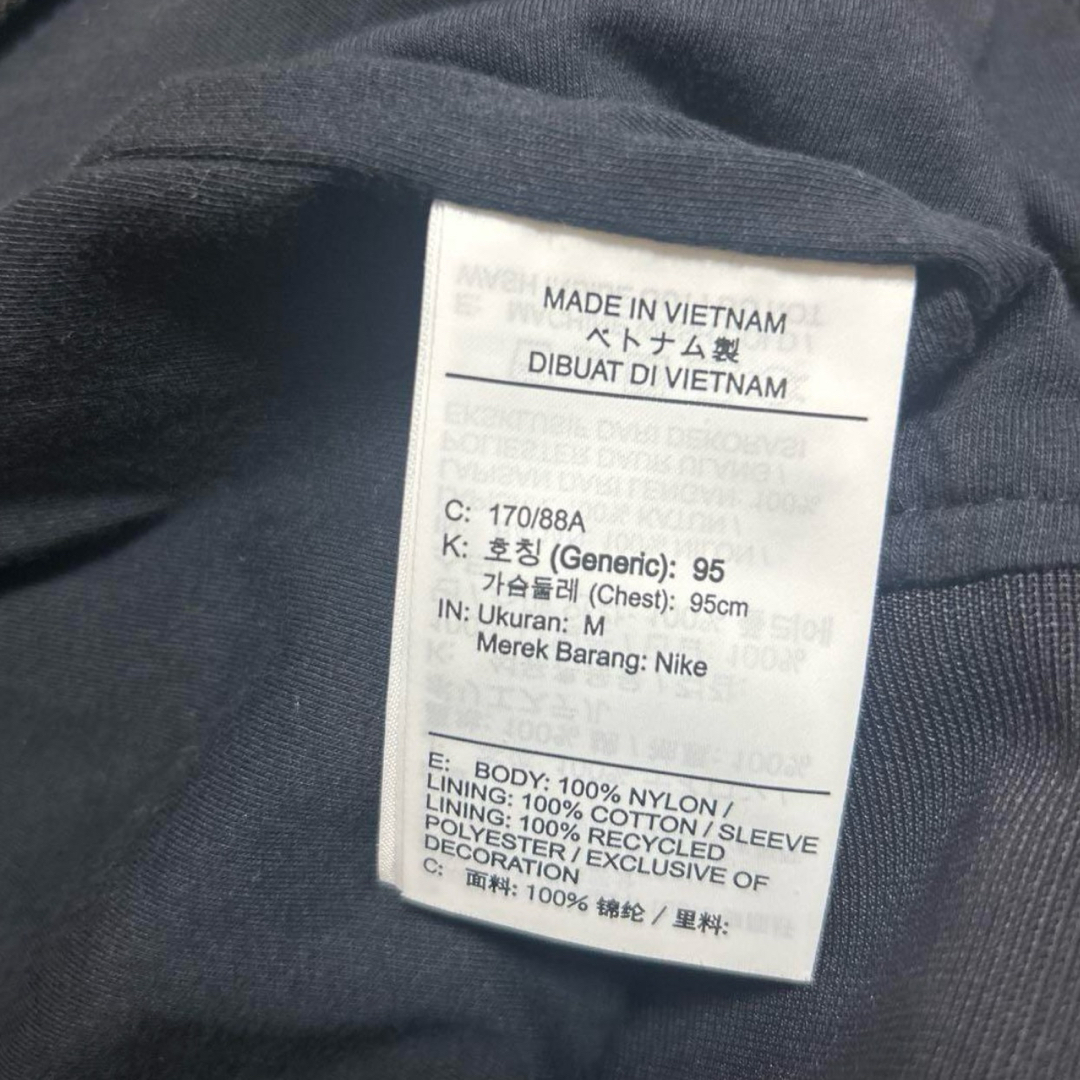 MADE IN VIETNAM
ベトナム製
DIBUAT DI VIETNAM
C: 170/88A
K: 호칭 (Generic): 95
가슴둘레 (Chest): 95cm
IN: Ukuran: M
Merek Barang: Nike
E: BODY: 100% NYLON /
LINING: 100% COTTON / SLEEVE
LINING: 100% RECYCLED
POLYESTER / EXCLUSIVE OF
DECORATION
C: 面料: 100% 锦纶 / 里料: